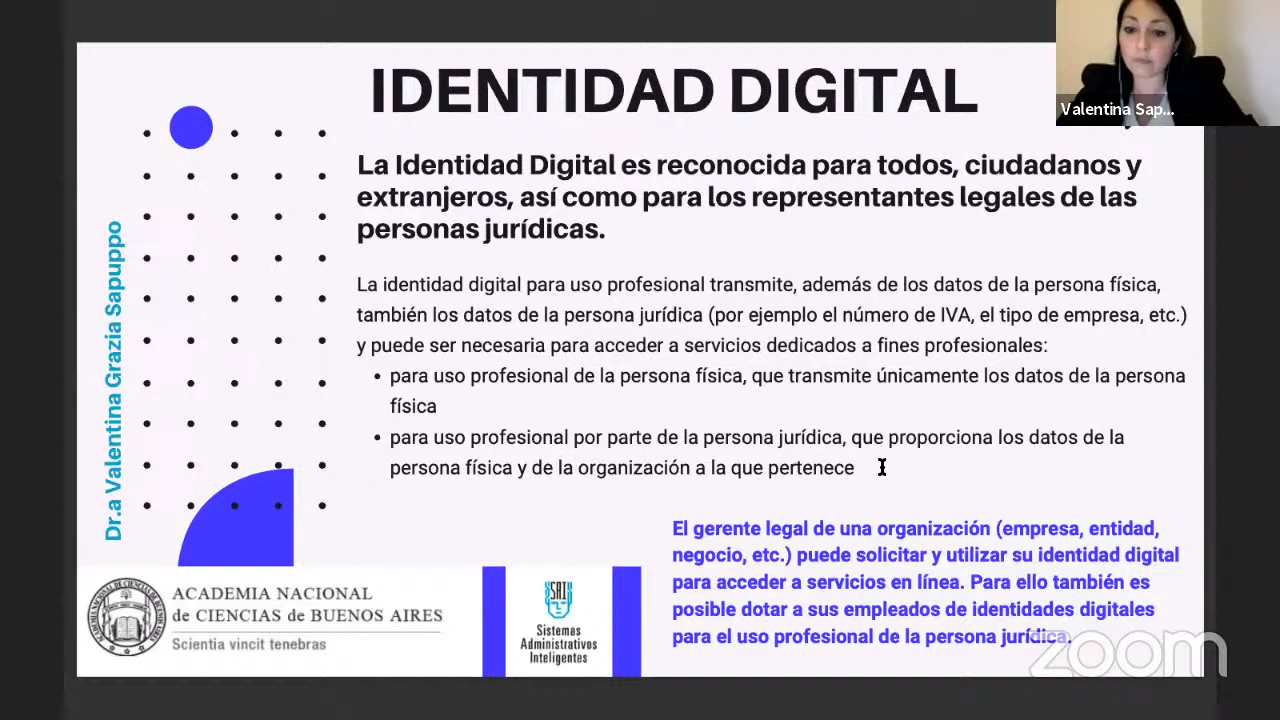 IDENTIDAD DIGITAL
Valentina Sap...
La Identidad Digital es reconocida para todos, ciudadanos y
extranjeros, así como para los representantes legales de las
personas jurídicas.
La identidad digital para uso profesional transmite, además de los datos de la persona física,
también los datos de la persona jurídica (por ejemplo el número de IVA, el tipo de empresa, etc.)
y puede ser necesaria para acceder a servicios dedicados a fines profesionales:
• para uso profesional de la persona física, que transmite únicamente los datos de la persona
física
• para uso profesional por parte de la persona jurídica, que proporciona los datos de la
persona física y de la organización a la que pertenece
Dr.a Valentina Grazia Sapuppo
El gerente legal de una organización (empresa, entidad,
negocio, etc.) puede solicitar y utilizar su identidad digital
para acceder a servicios en línea. Para ello también es
posible dotar a sus empleados de identidades digitales
para el uso profesional de la persona jurídica.
ACADEMIA NACIONAL
de CIENCIAS de BUENOS AIRES
Scientia vincit tenebras
SAI
Sistemas
Administrativos
Inteligentes
zoom